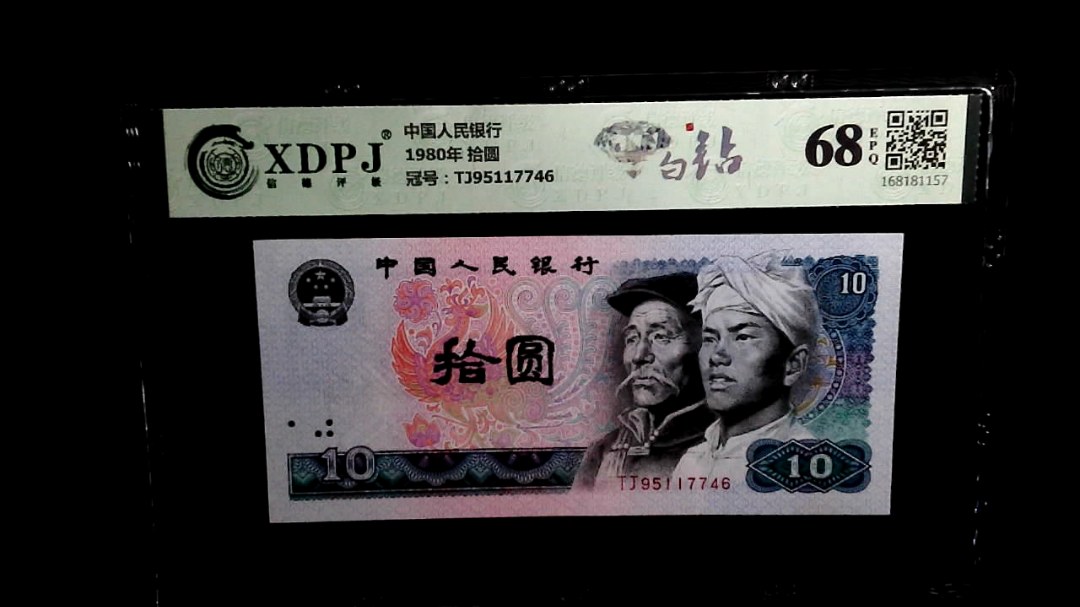 XDPJ®
信德评级
中国人民银行
1980年 拾圆
冠号：TJ95117746
白钻
68
EPQ
168181157
中国人民银行
10
拾圆
10
10
TJ95117746